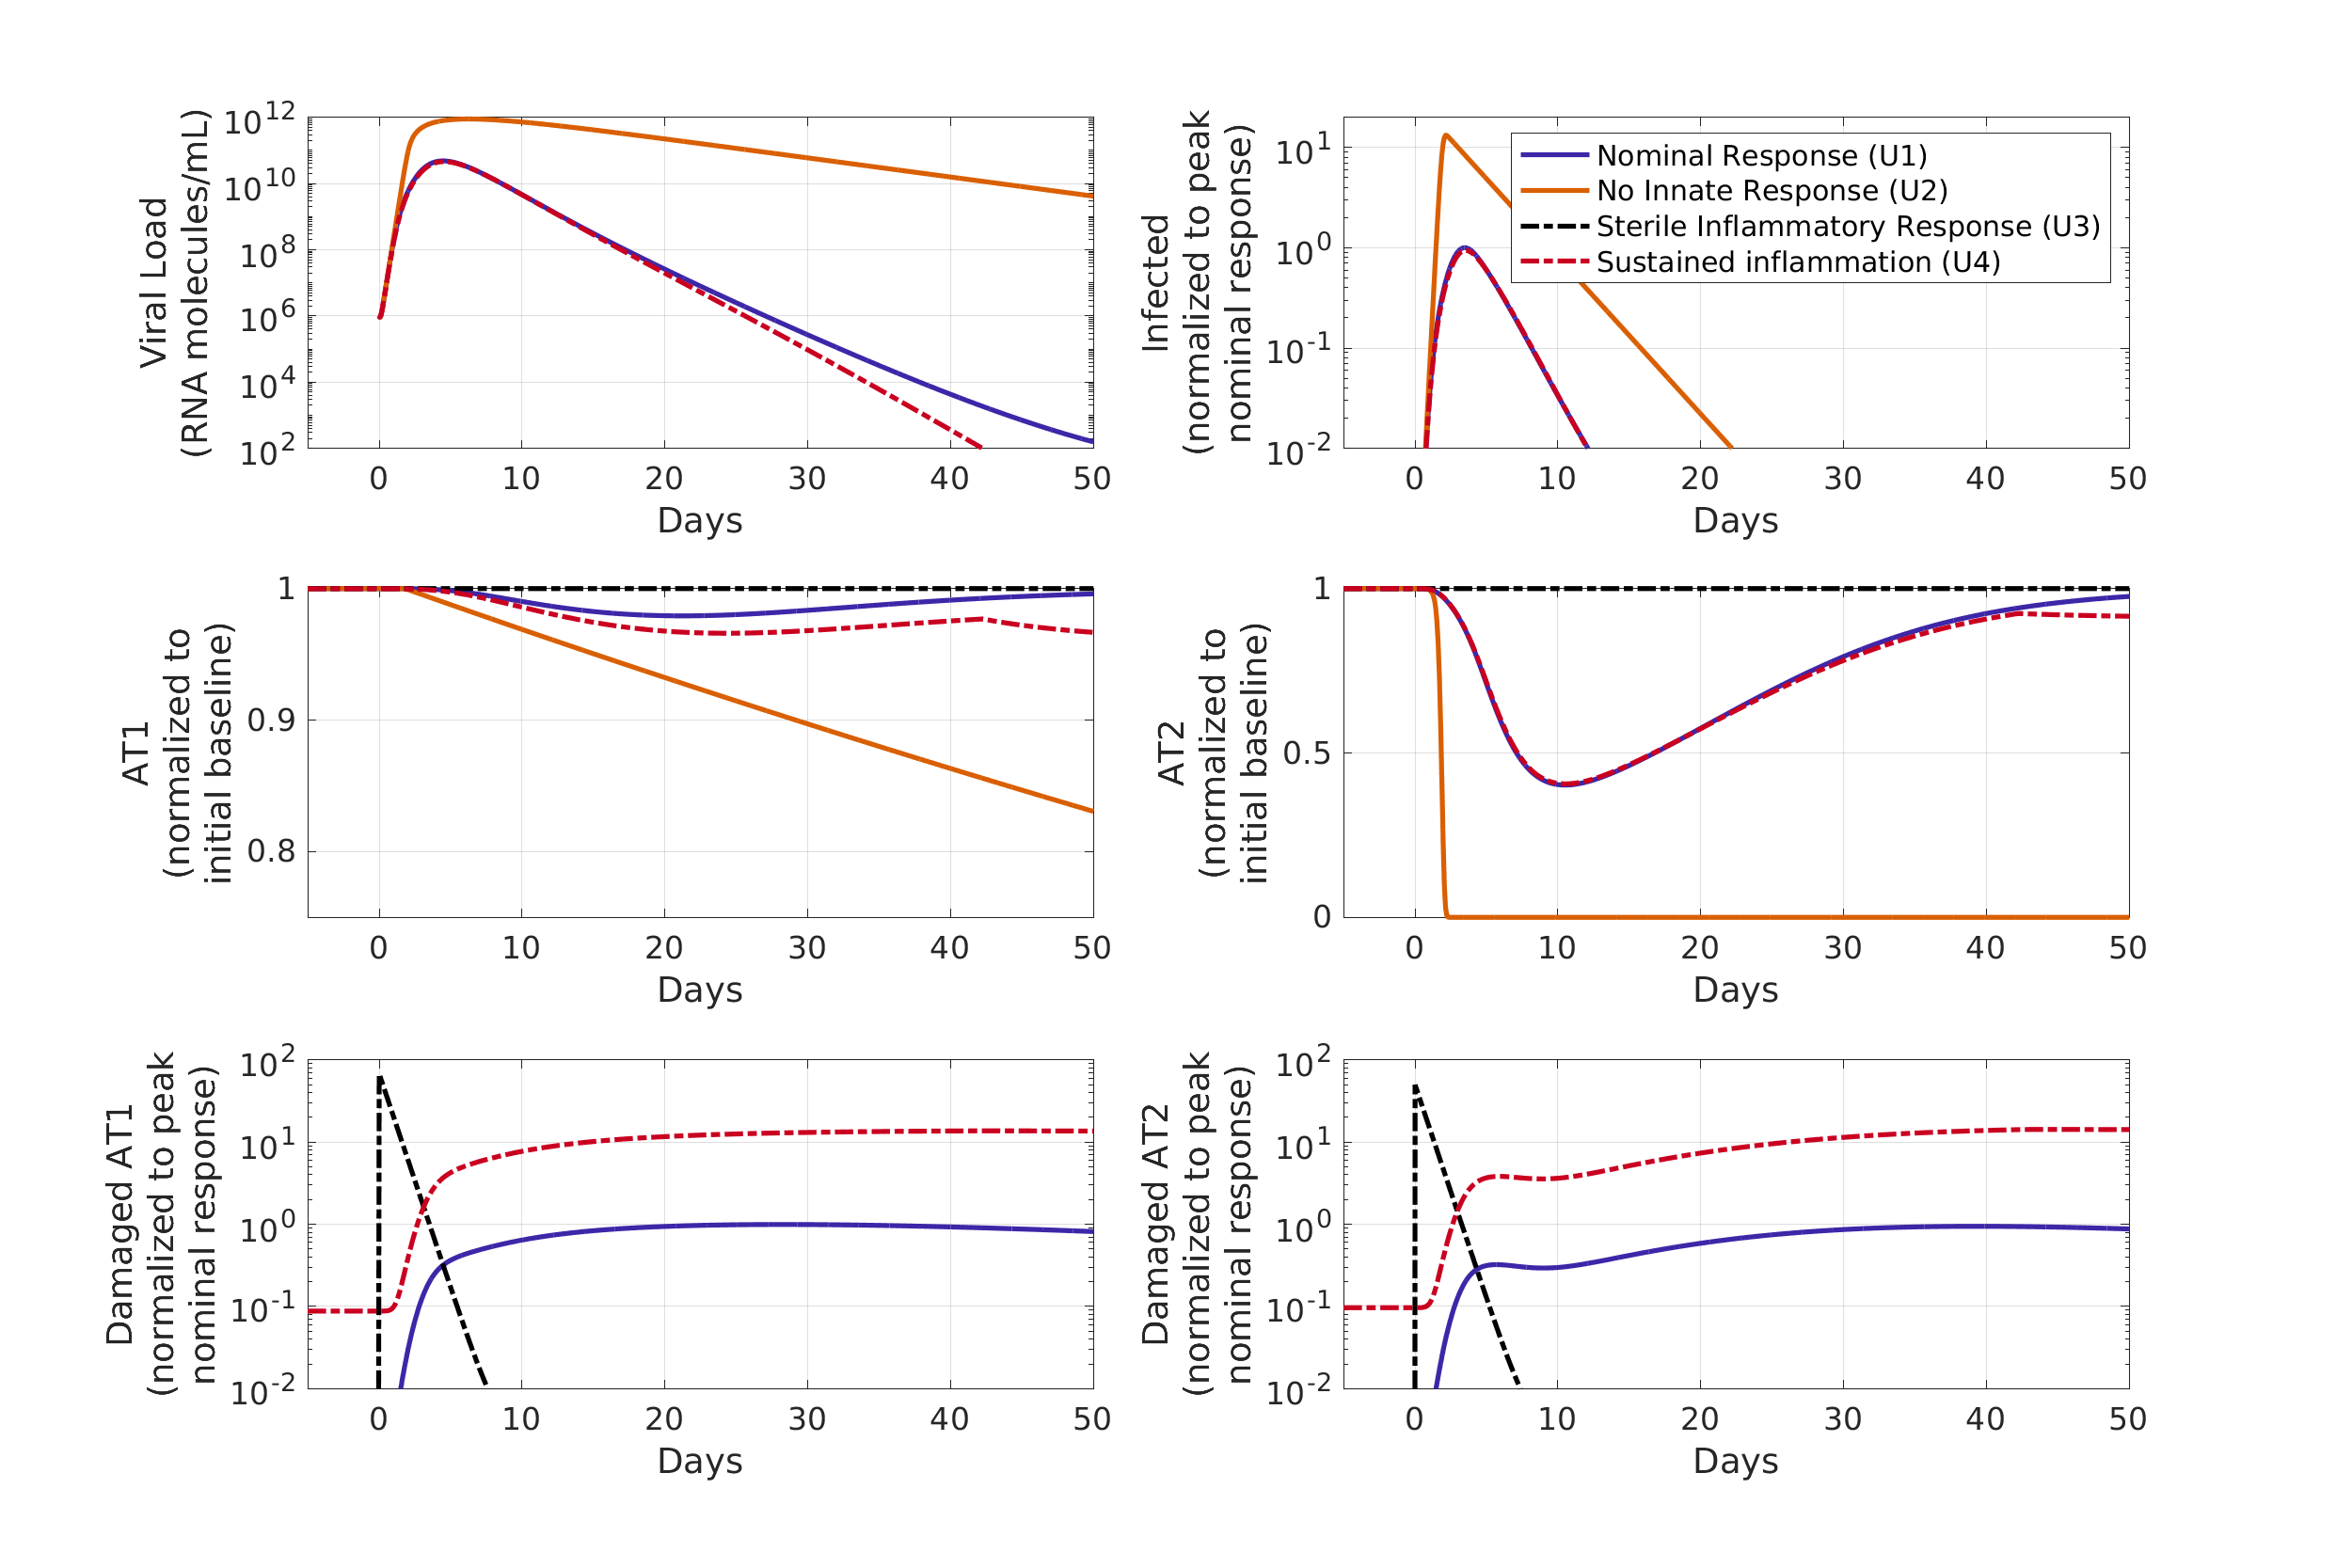 Viral Load
(RNA molecules/mL)
10^12
10^10
10^8
10^6
10^4
10^2
0 10 20 30 40 50
Days
Infected
(normalized to peak
nominal response)
10^1
10^0
10^-1
10^-2
0 10 20 30 40 50
Days
Nominal Response (U1)
No Innate Response (U2)
Sterile Inflammatory Response (U3)
Sustained inflammation (U4)
AT1
(normalized to
initial baseline)
1
0.9
0.8
0 10 20 30 40 50
Days
AT2
(normalized to
initial baseline)
1
0.5
0
0 10 20 30 40 50
Days
Damaged AT1
(normalized to peak
nominal response)
10^2
10^1
10^0
10^-1
10^-2
0 10 20 30 40 50
Days
Damaged AT2
(normalized to peak
nominal response)
10^2
10^1
10^0
10^-1
10^-2
0 10 20 30 40 50
Days